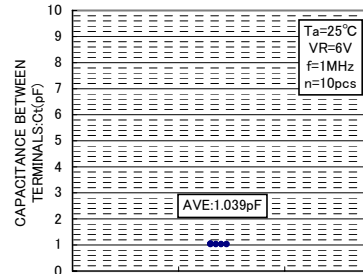 CAPACITANCE BETWEEN
TERMINALS:Ct(pF)
10
9
8
7
6
5
4
3
2
1
0
Ta=25℃
VR=6V
f=1MHz
n=10pcs
AVE:1.039pF